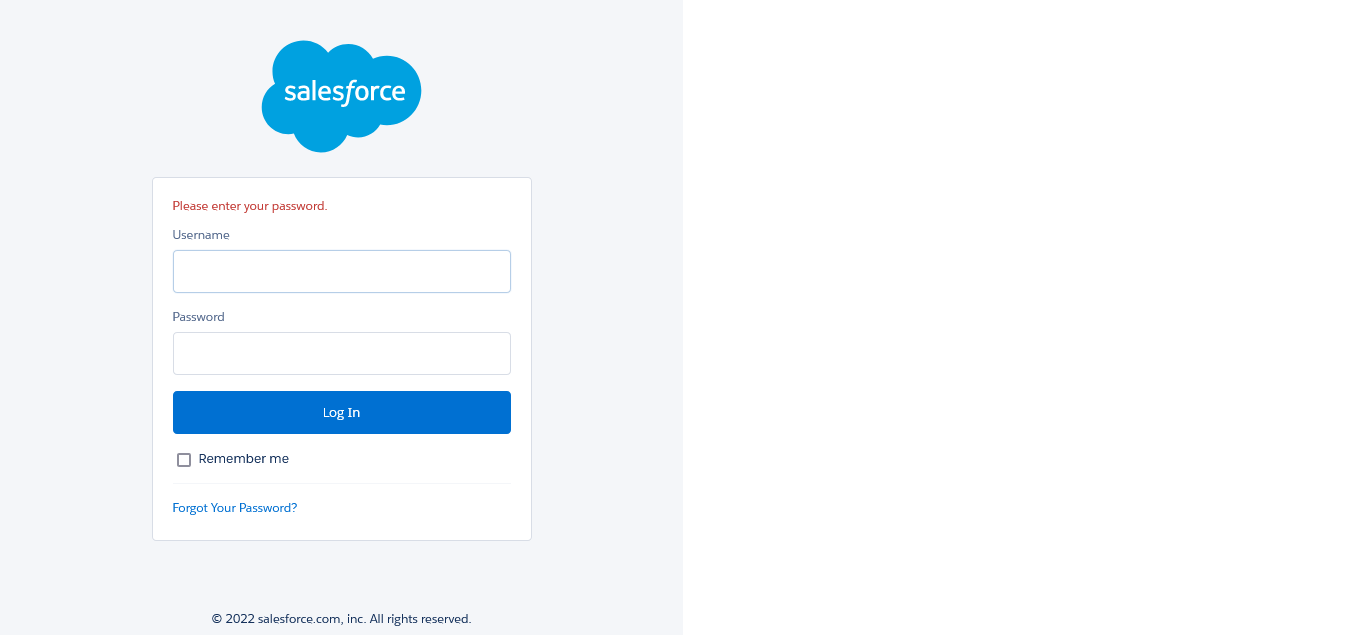 salesforce
Please enter your password.
Username
Password
Log In
Remember me
Forgot Your Password?
© 2022 salesforce.com, inc. All rights reserved.